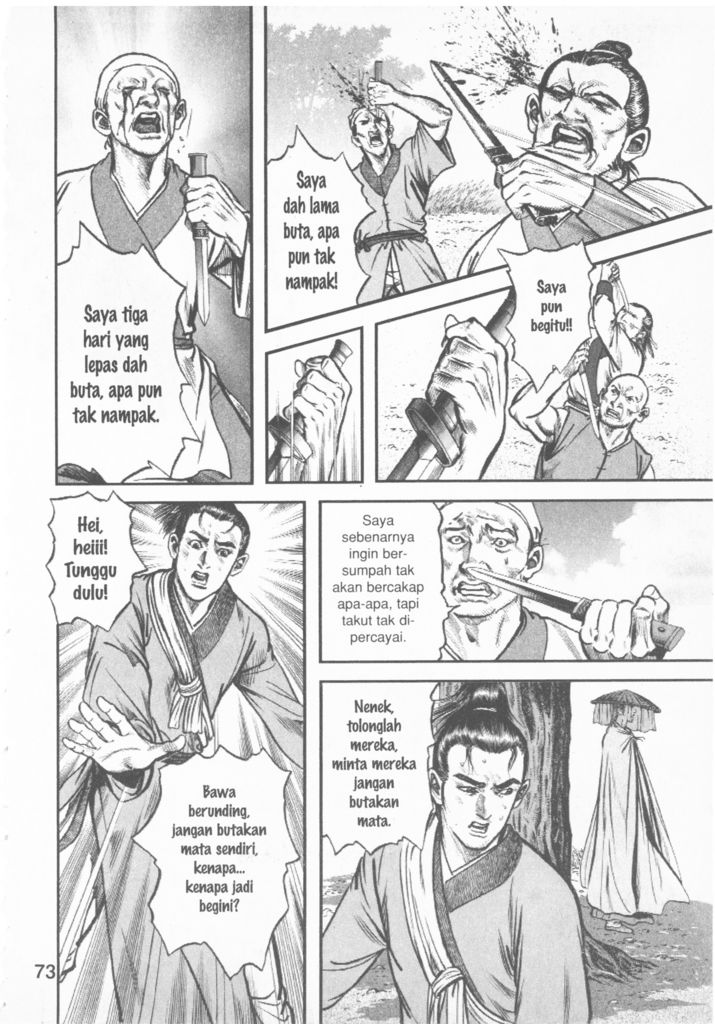 Saya tiga
hari yang
lepas dah
buta, apa pun
tak nampak.
Saya
dah lama
buta, apa
pun tak
nampak!
Saya
pun
begitu!!
Hei,
heiii!
Tunggu
dulu!
Bawa
berunding,
jangan butakan
mata sendiri,
kenapa...
kenapa jadi
begini?
Saya
sebenarnya
ingin ber-
sumpah tak
akan bercakap
apa-apa, tapi
takut tak di-
percayai.
Nenek,
tolonglah
mereka,
minta mereka
jangan
butakan
mata.
73